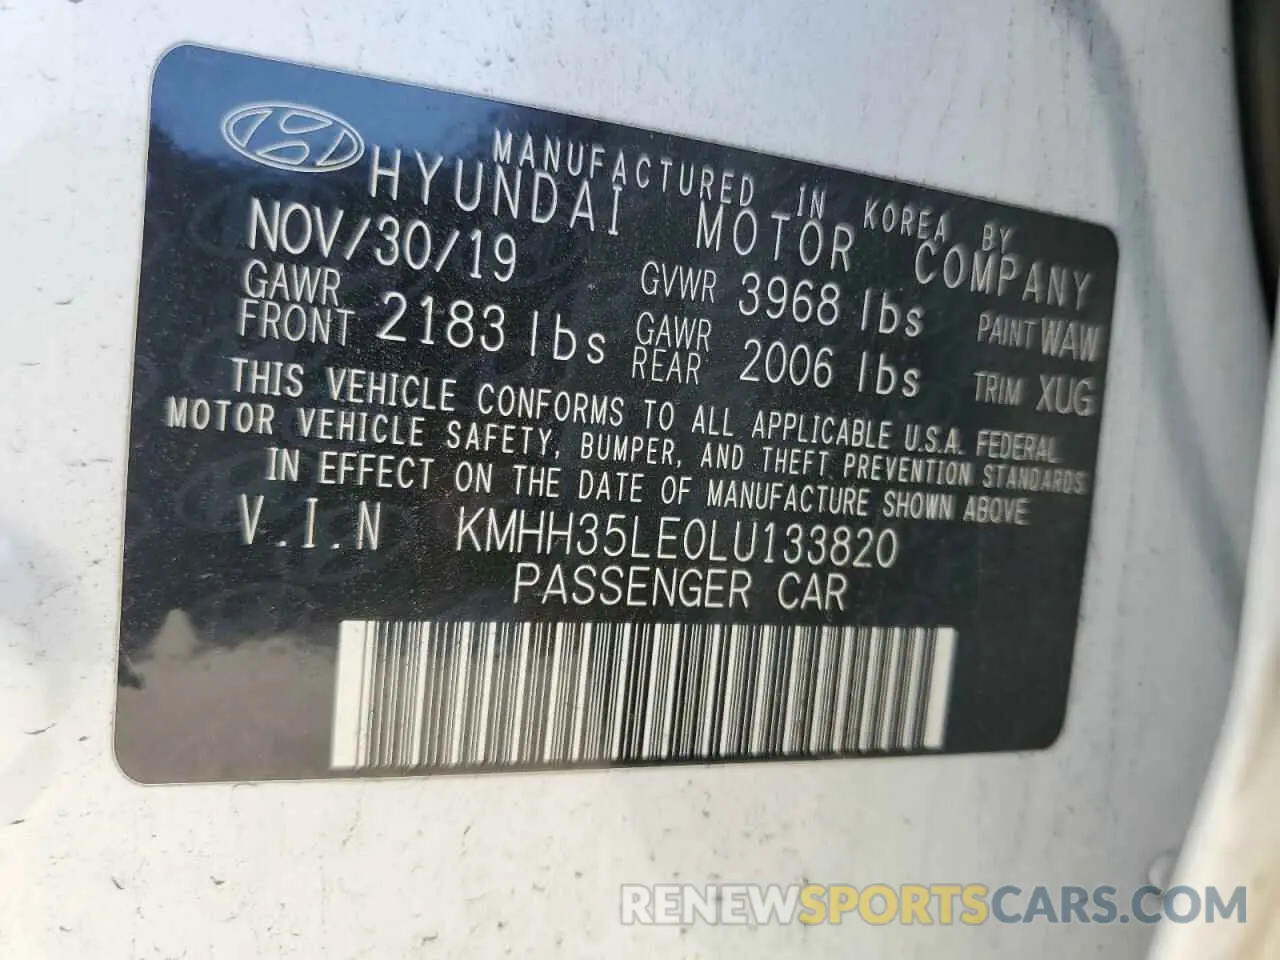 MANUFACTURED IN KOREA BY
HYUNDAI MOTOR COMPANY
NOV/30/19 GVWR 3968 lbs PAINT WAW
GAWR FRONT 2183 lbs GAWR REAR 2006 lbs TRIM XUG
THIS VEHICLE CONFORMS TO ALL APPLICABLE U.S.A. FEDERAL
MOTOR VEHICLE SAFETY, BUMPER, AND THEFT PREVENTION STANDARDS
IN EFFECT ON THE DATE OF MANUFACTURE SHOWN ABOVE
V.I.N KMHH35LE0LU133820
PASSENGER CAR
RENEWSPORTSCARS.COM